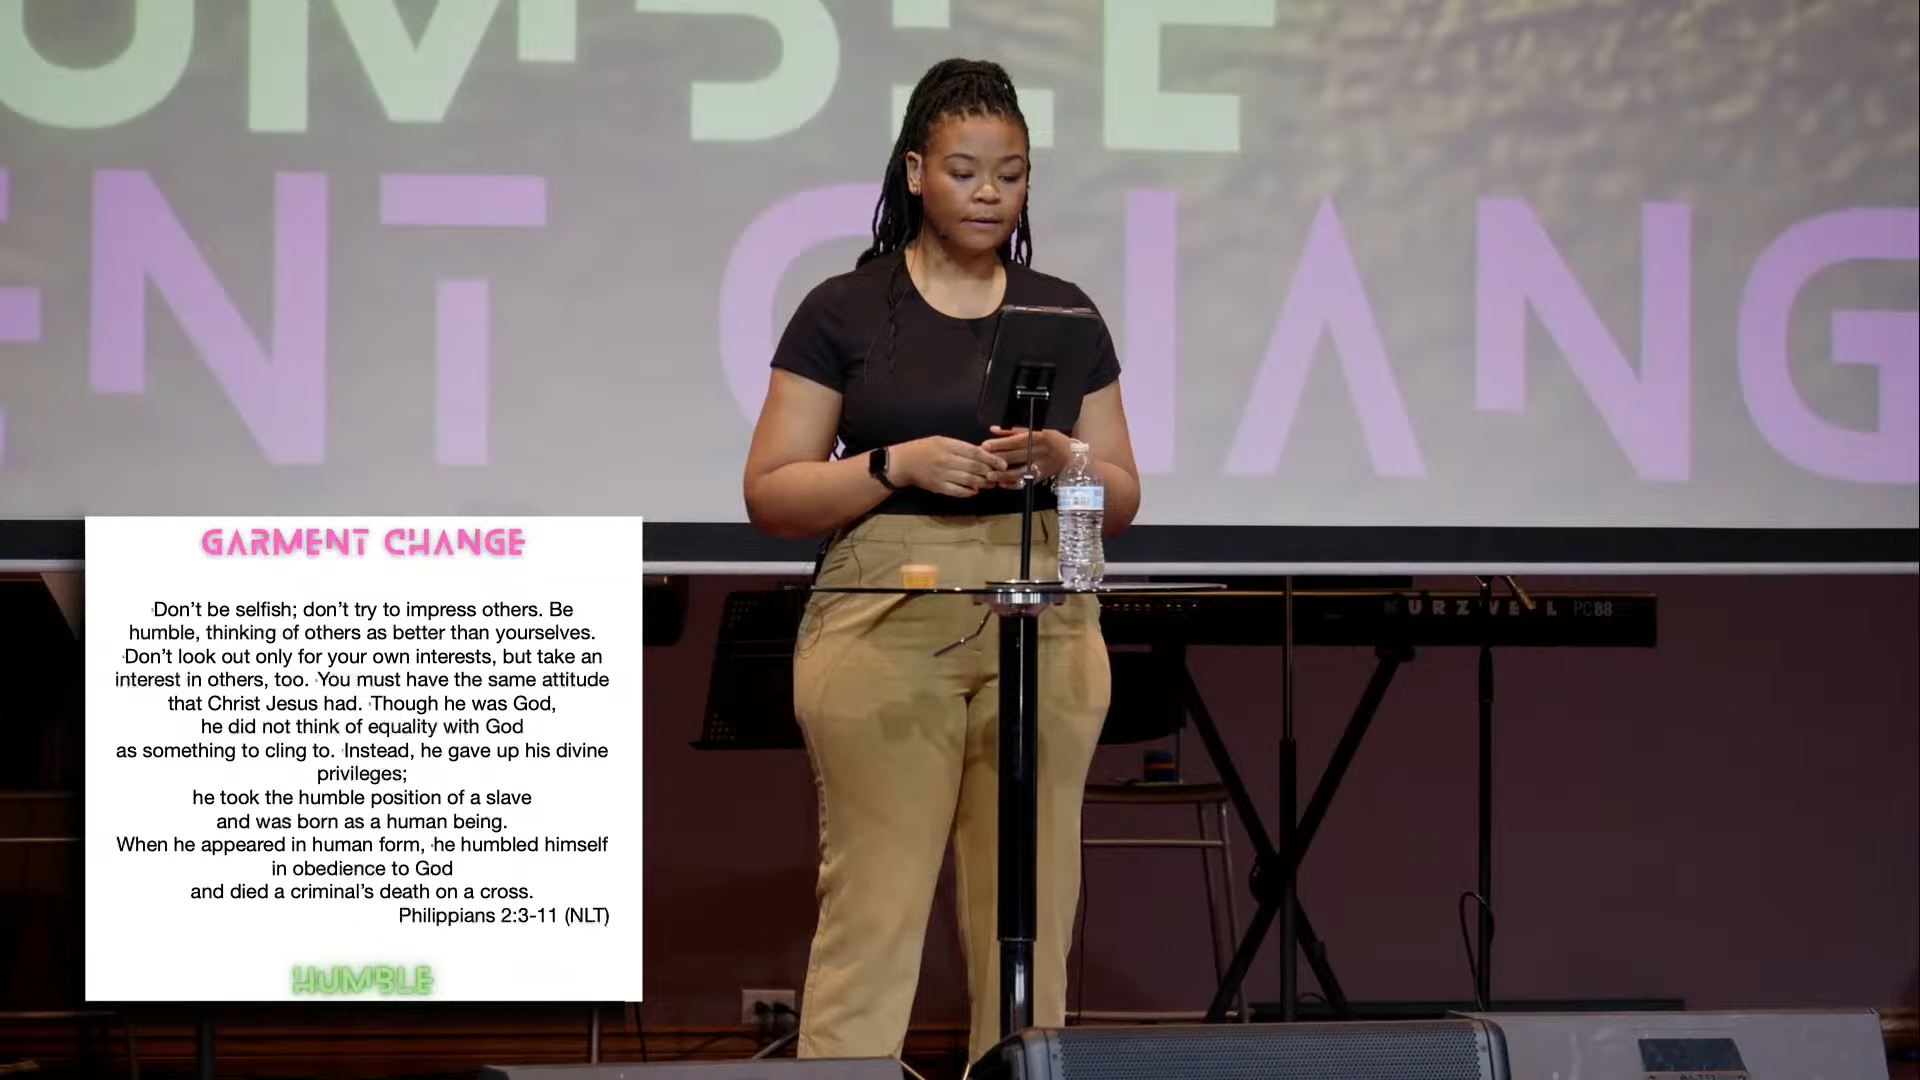 UMBLE
ENT CHANG
GARMENT CHANGE
Don't be selfish; don't try to impress others. Be
humble, thinking of others as better than yourselves.
Don't look out only for your own interests, but take an
interest in others, too. You must have the same attitude
that Christ Jesus had. Though he was God,
he did not think of equality with God
as something to cling to. Instead, he gave up his divine
privileges;
he took the humble position of a slave
and was born as a human being.
When he appeared in human form, he humbled himself
in obedience to God
and died a criminal's death on a cross.
Philippians 2:3-11 (NLT)
HUMBLE
KURZWEIL PC88